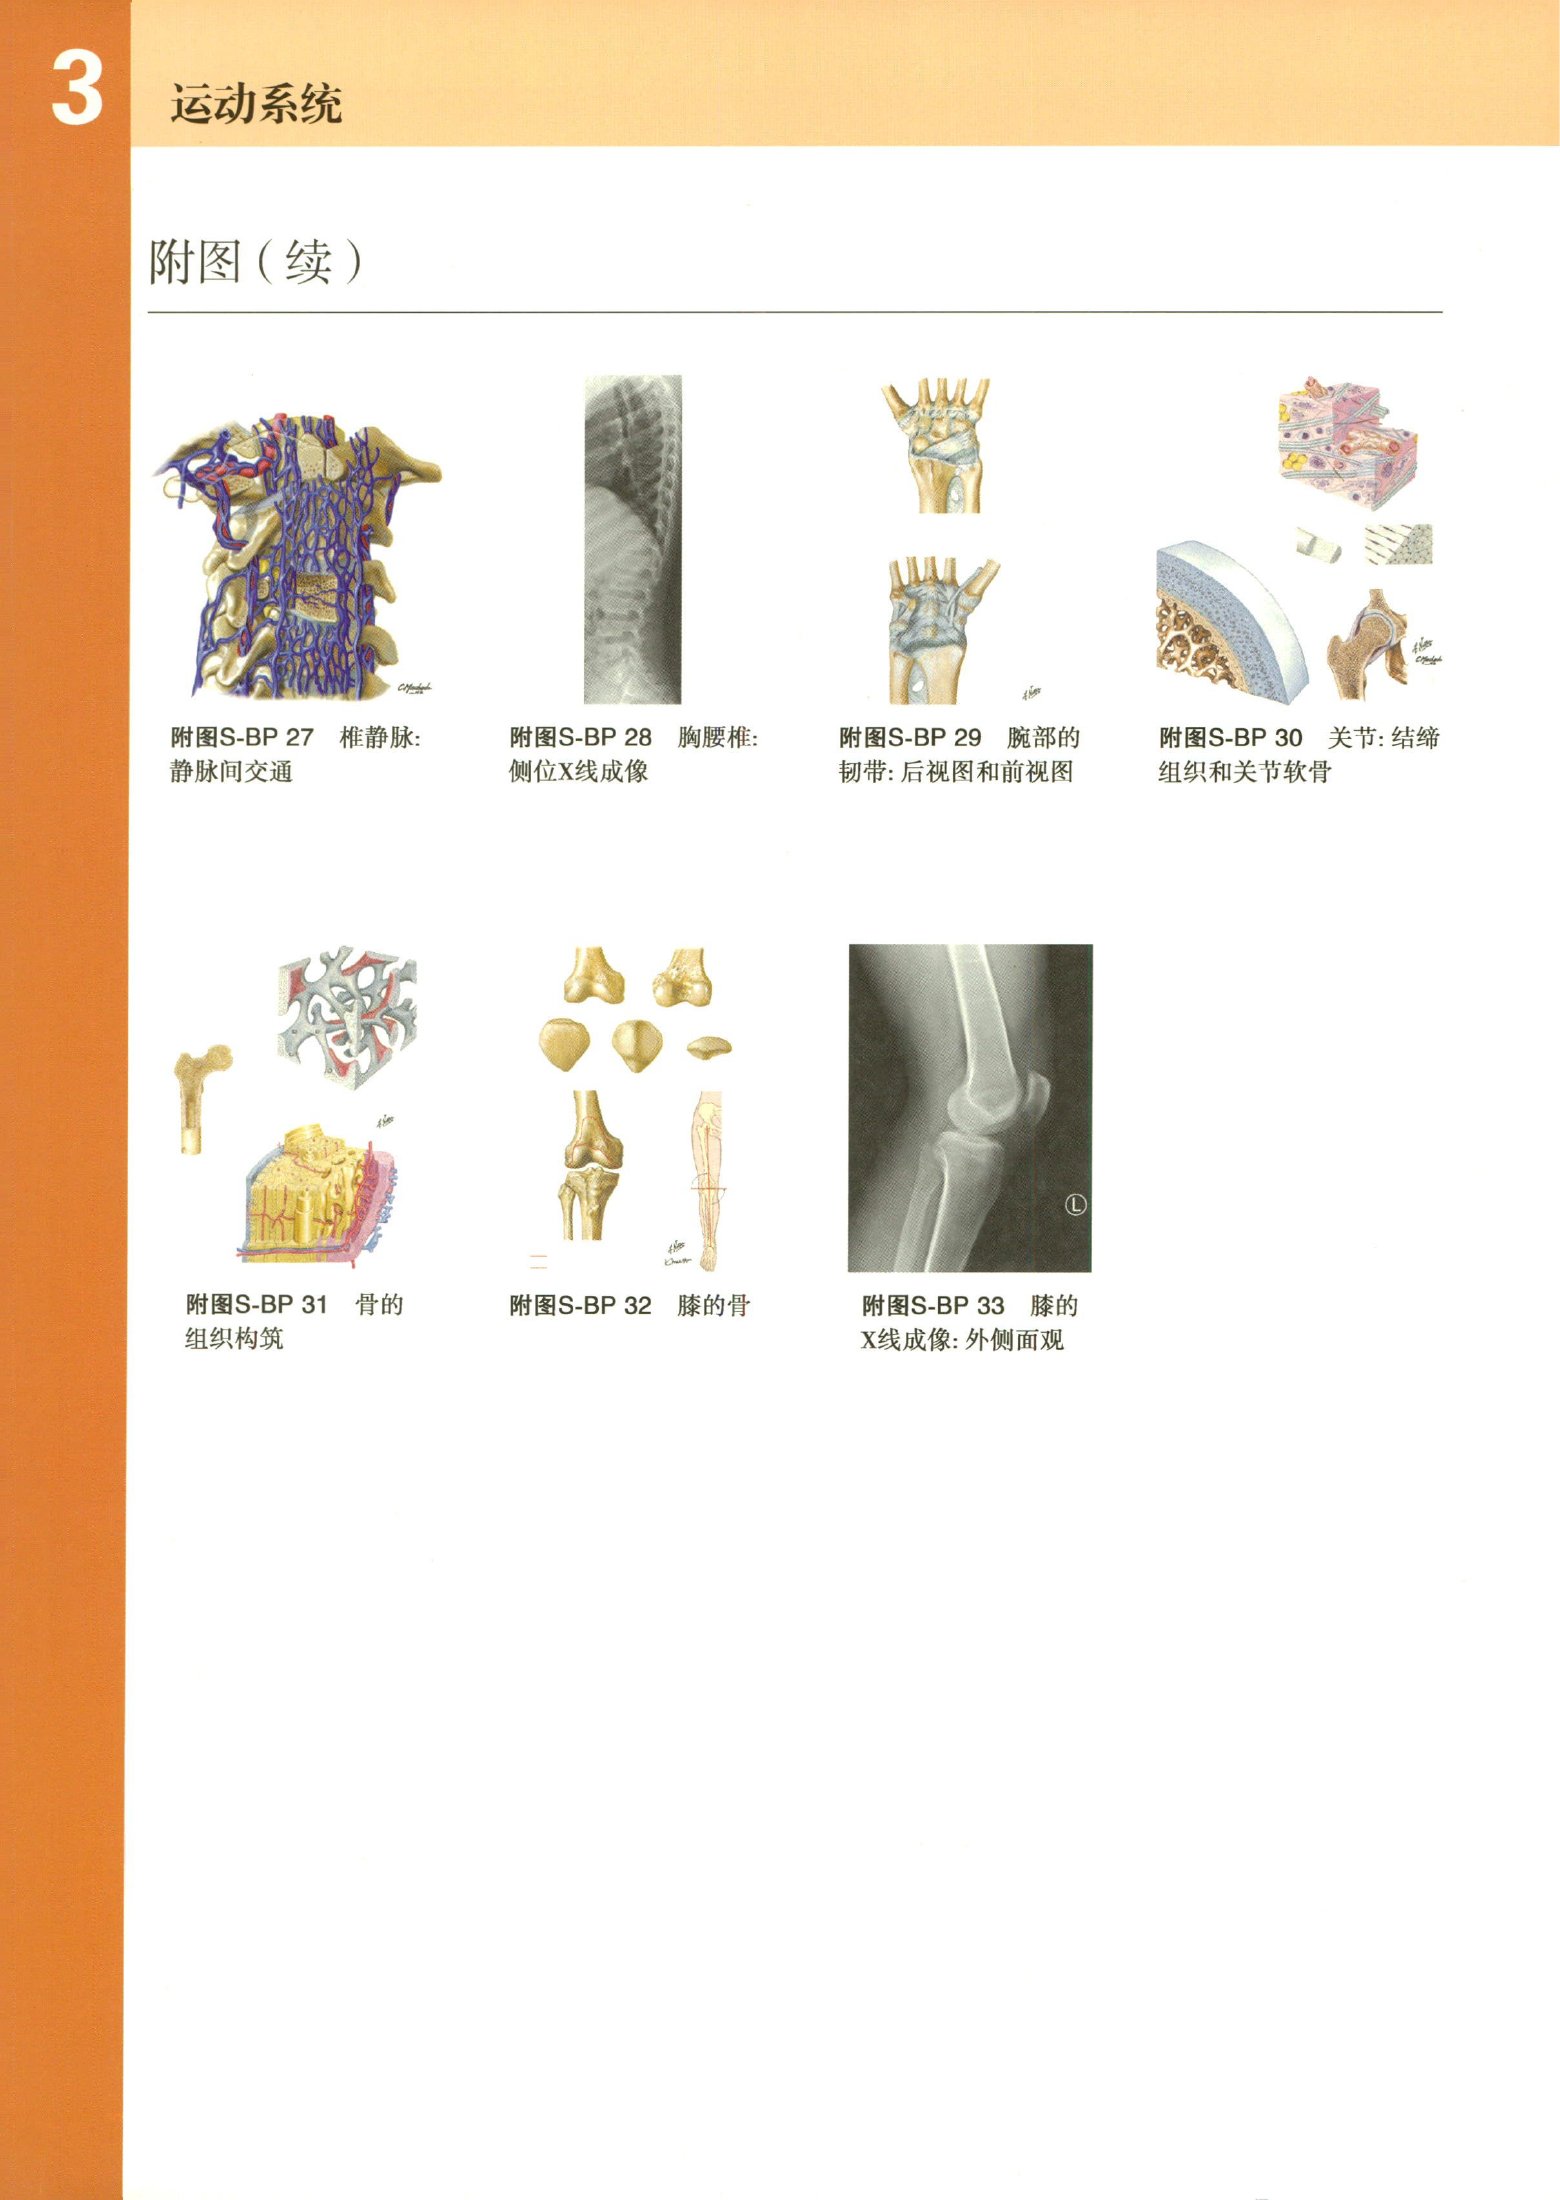 3
运动系统
附图（续）
附图S-BP 27 椎静脉：
静脉间交通
附图S-BP 28 胸腰椎：
侧位X线成像
附图S-BP 29 腕部的
韧带：后视图和前视图
附图S-BP 30 关节：结缔
组织和关节软骨
附图S-BP 31 骨的
组织构筑
附图S-BP 32 膝的骨
L
附图S-BP 33 膝的
X线成像：外侧面观